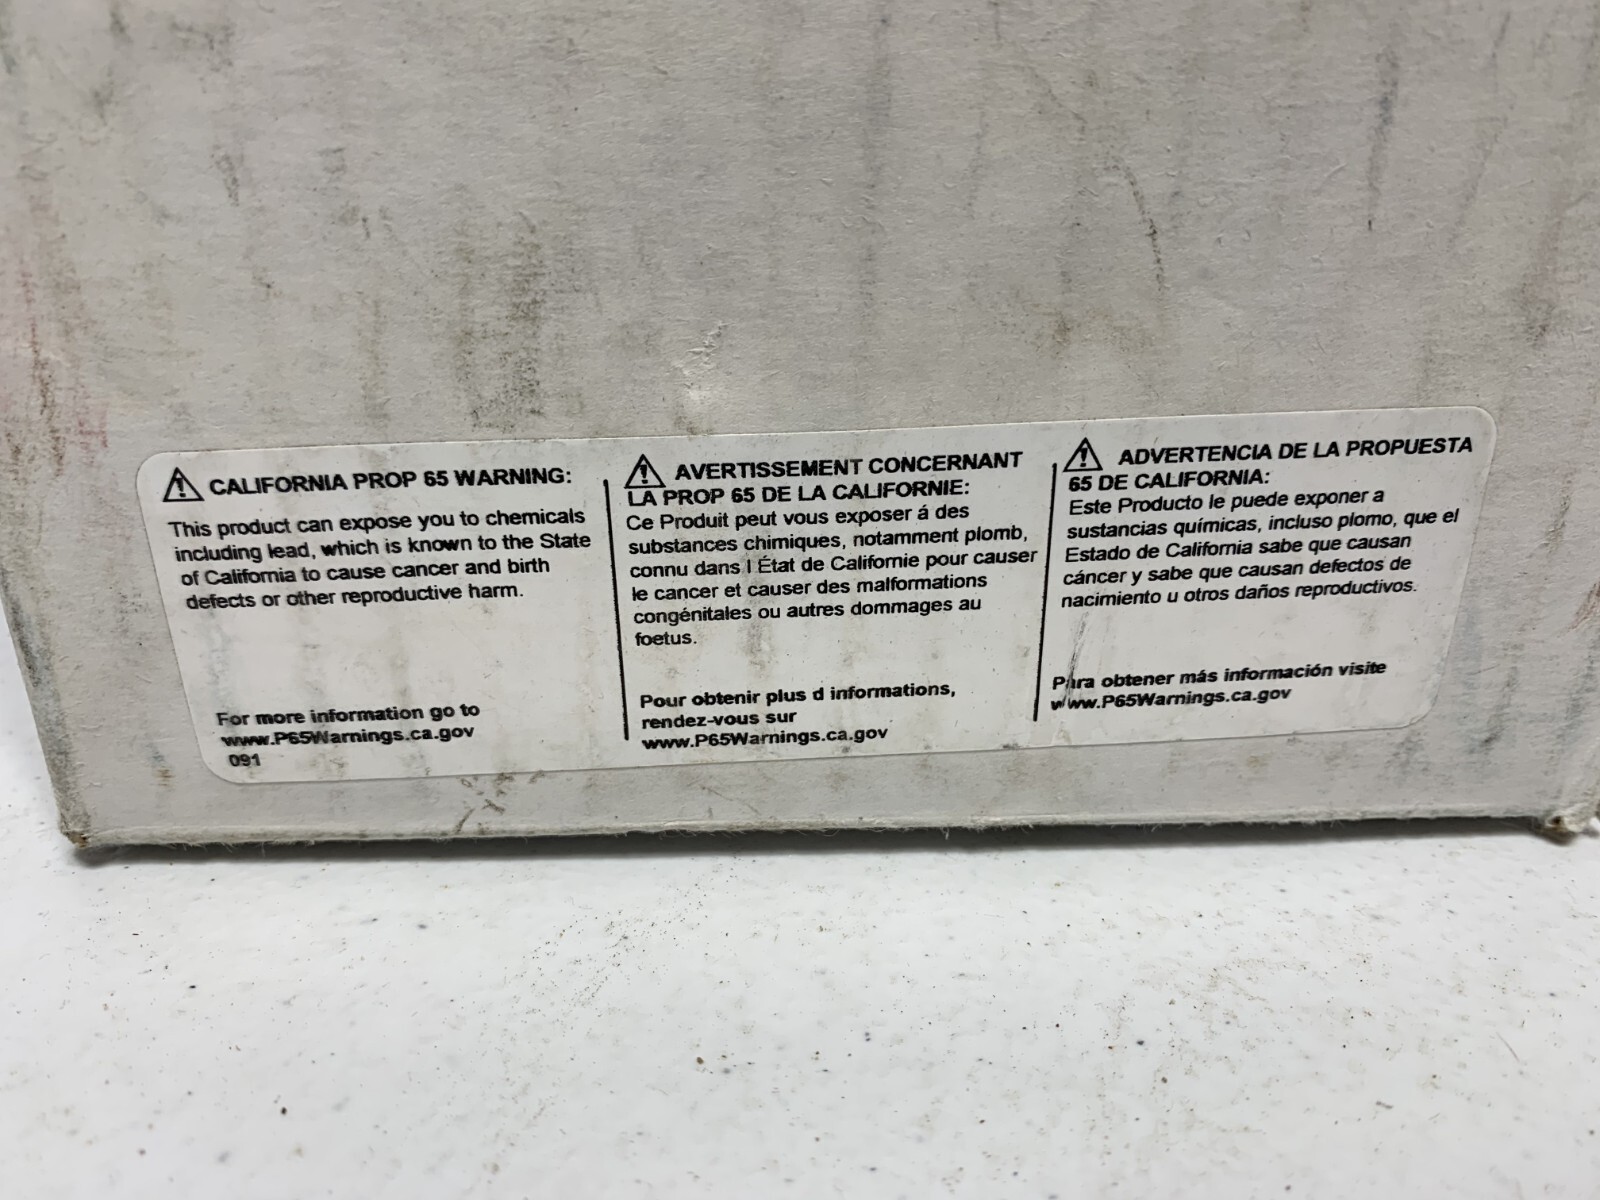 CALIFORNIA PROP 65 WARNING:
This product can expose you to chemicals
including lead, which is known to the State
of California to cause cancer and birth
defects or other reproductive harm.
For more information go to
www.P65Warnings.ca.gov
091
AVERTISSEMENT CONCERNANT
LA PROP 65 DE LA CALIFORNIE:
Ce Produit peut vous exposer á des
substances chimiques, notamment plomb,
connu dans l État de Californie pour causer
le cancer et causer des malformations
congénitales ou autres dommages au
foetus.
Pour obtenir plus d informations,
rendez-vous sur
www.P65Warnings.ca.gov
ADVERTENCIA DE LA PROPUESTA
65 DE CALIFORNIA:
Este Producto le puede exponer a
sustancias químicas, incluso plomo, que el
Estado de California sabe que causan
cáncer y sabe que causan defectos de
nacimiento u otros daños reproductivos.
Para obtener más información visite
www.P65Warnings.ca.gov